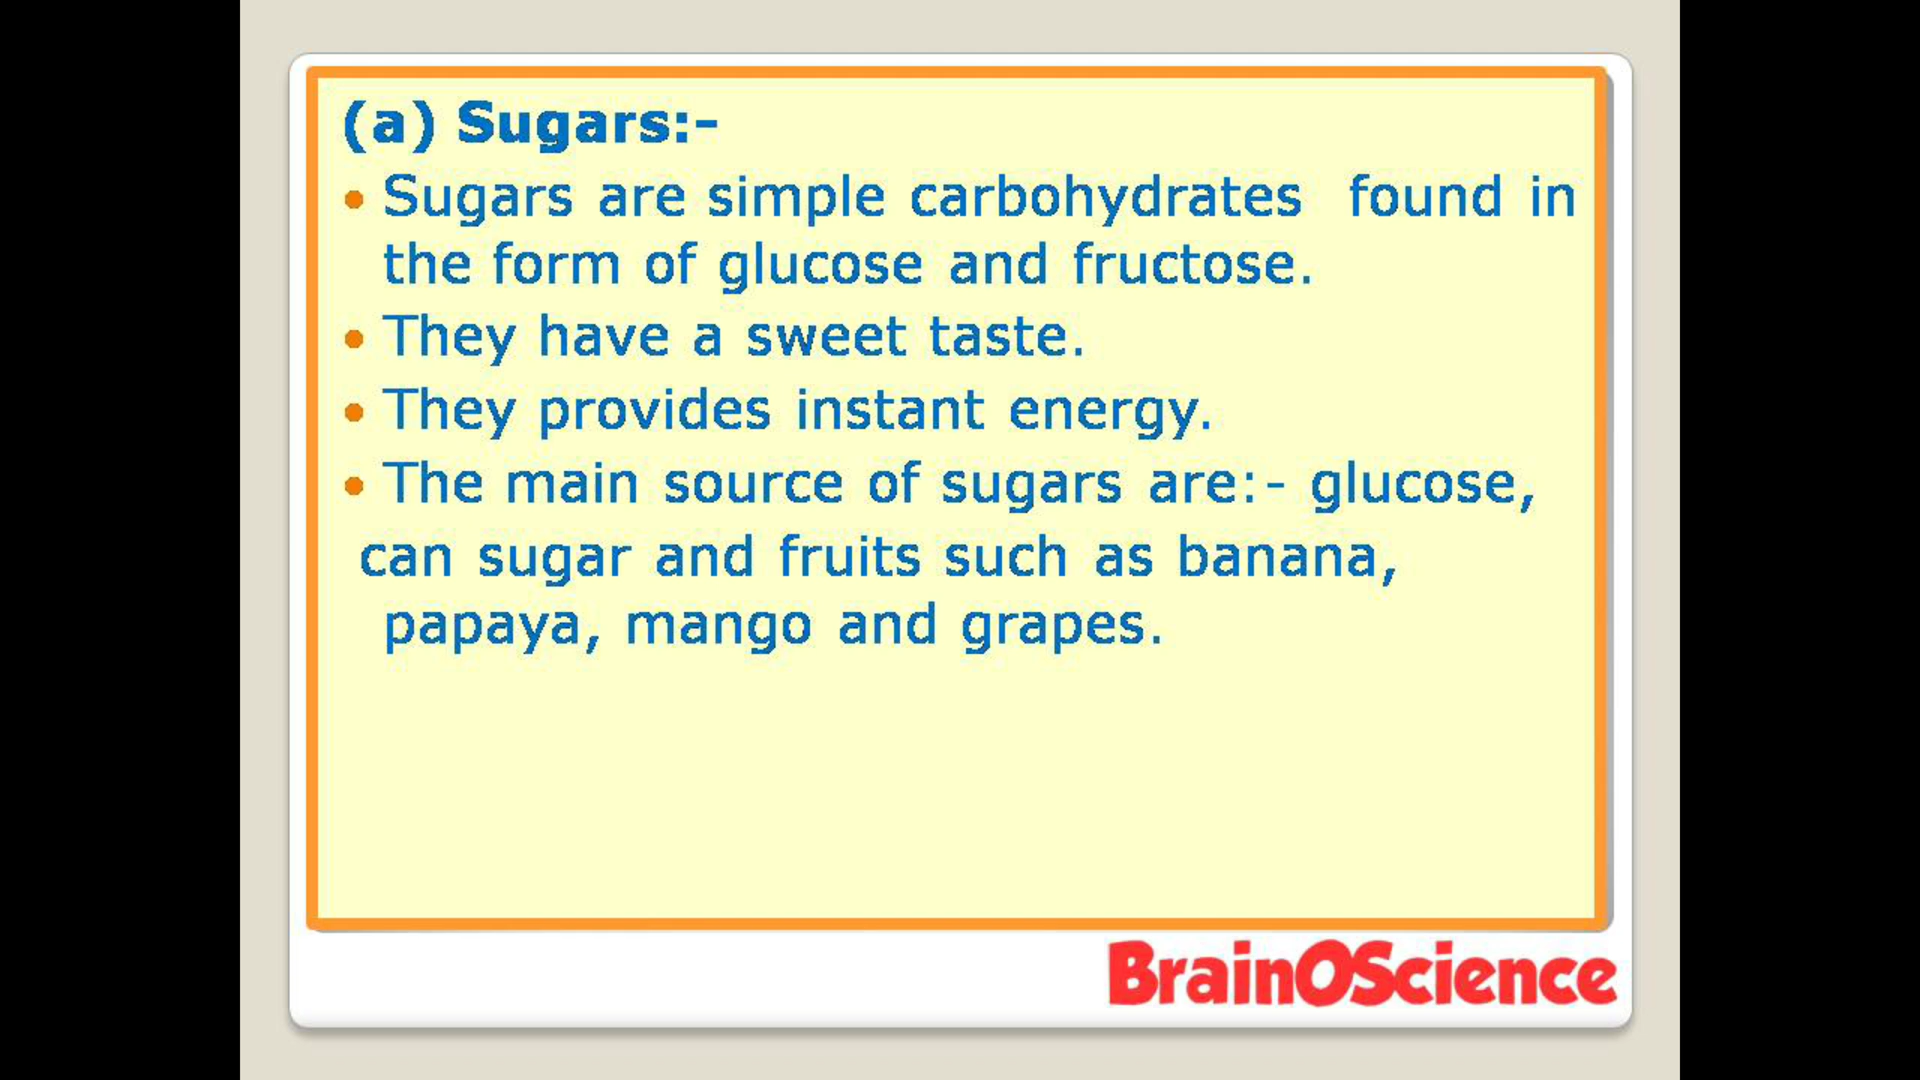 (a) Sugars:-
• Sugars are simple carbohydrates found in
the form of glucose and fructose.
• They have a sweet taste.
• They provides instant energy.
• The main source of sugars are:- glucose,
can sugar and fruits such as banana,
papaya, mango and grapes.
BrainOScience